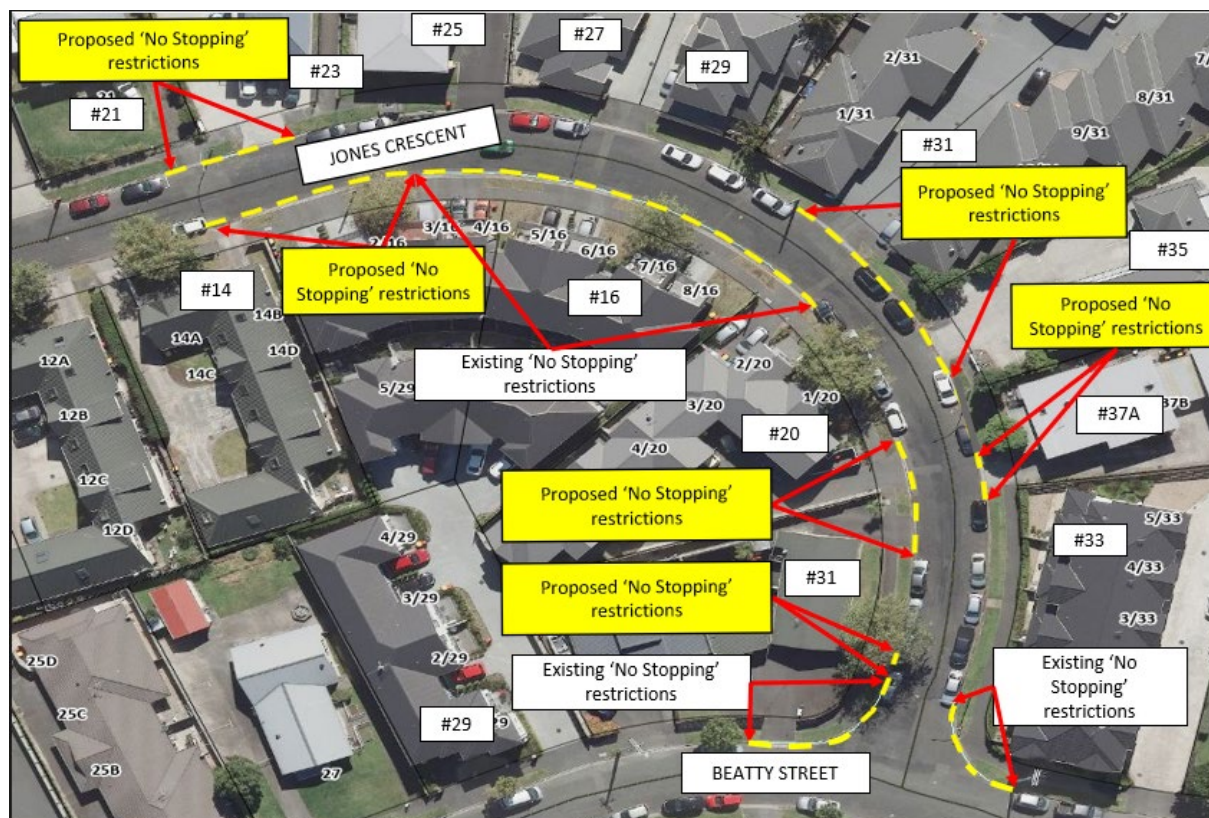 #25
#27
Proposed ‘No Stopping’
restrictions
#23
#29
2/31
7/
8/31
#21
1/31
9/31
JONES CRESCENT
#31
Proposed ‘No Stopping’
restrictions
3/16
4/16
2/16
5/16
6/16
7/16
8/16
#35
Proposed ‘No
Stopping’ restrictions
#14
#16
Proposed ‘No
Stopping’ restrictions
14B
14A
14D
14C
12A
Existing ‘No Stopping’
restrictions
5/29
2/20
3/20
1/20
#20
4/20
#37A
37B
12B
12C
12D
Proposed ‘No Stopping’
restrictions
5/33
#33
4/33
4/29
Proposed ‘No Stopping’
restrictions
#31
3/29
3/33
2/29
Existing ‘No Stopping’
restrictions
Existing ‘No
Stopping’
restrictions
25D
25C
#29
29
25B
27
BEATTY STREET